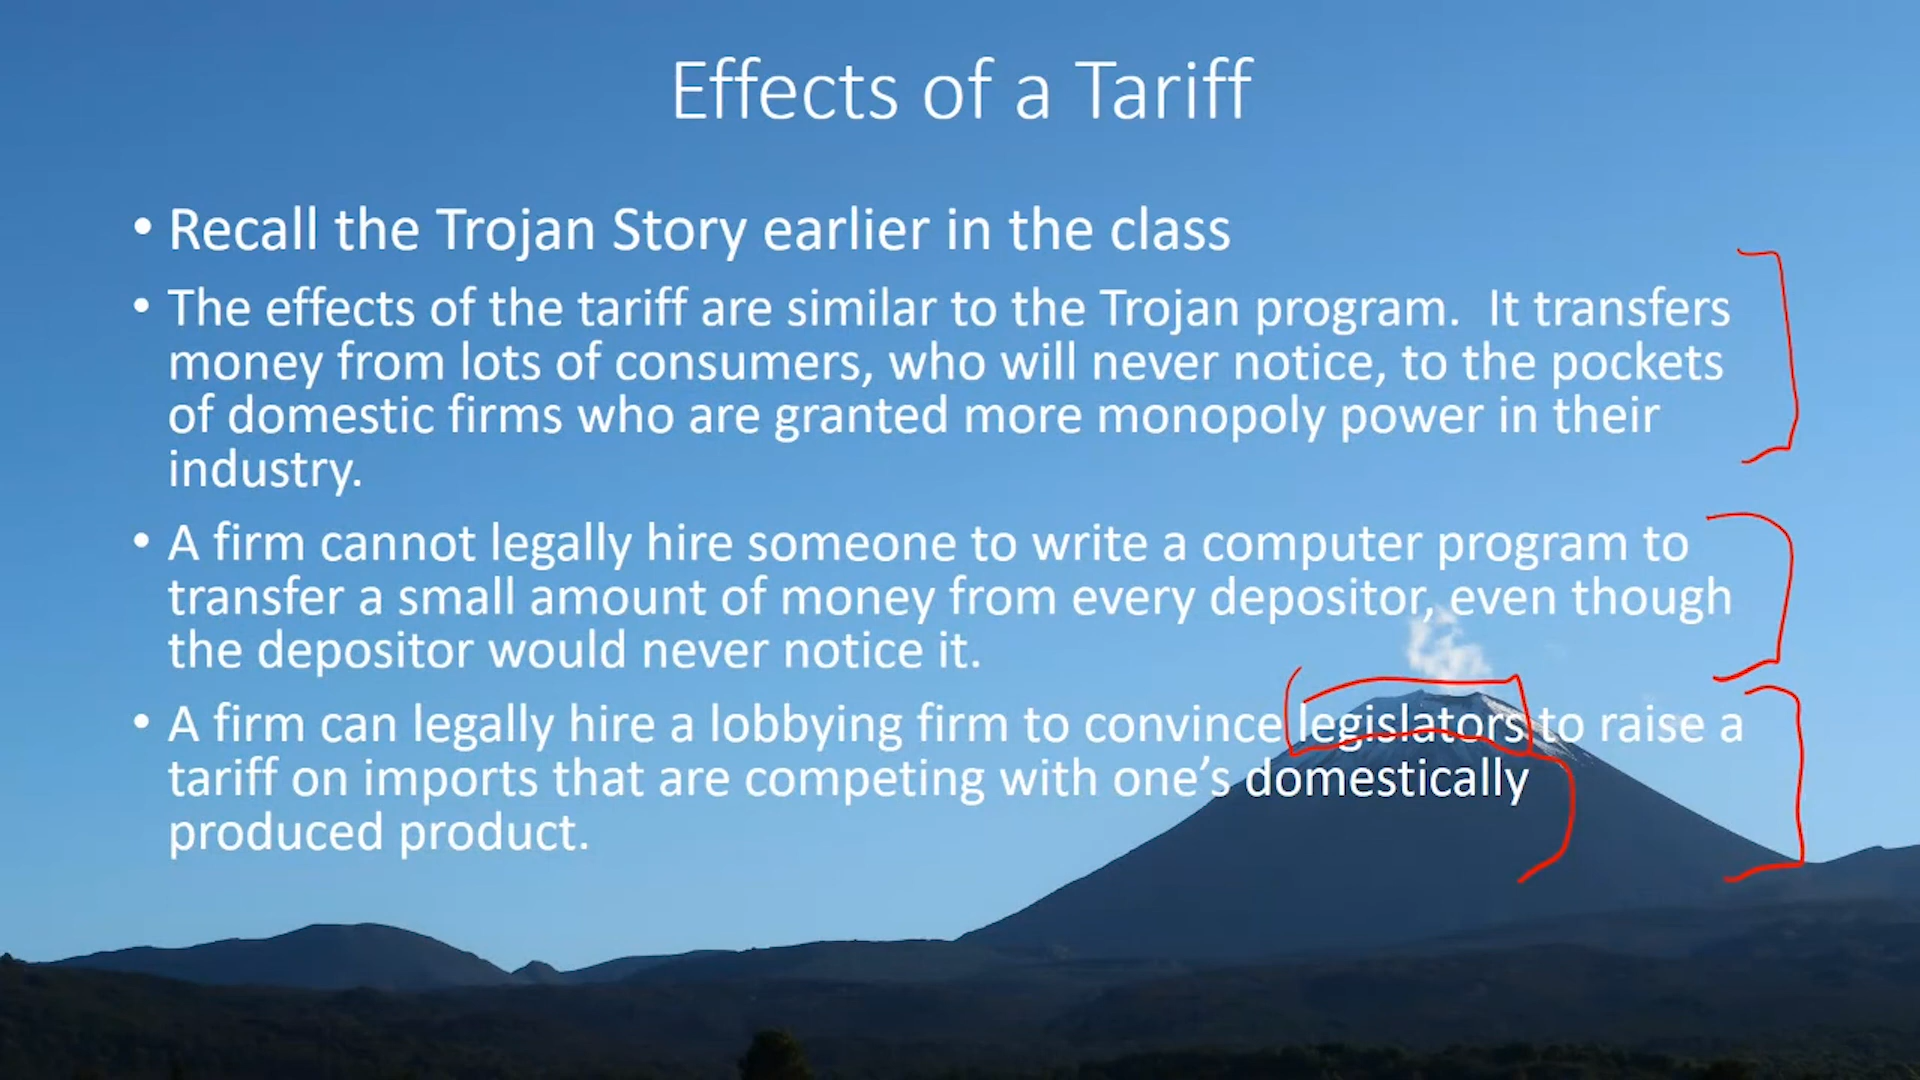 Effects of a Tariff
• Recall the Trojan Story earlier in the class
• The effects of the tariff are similar to the Trojan program.  It transfers
money from lots of consumers, who will never notice, to the pockets
of domestic firms who are granted more monopoly power in their
industry.
• A firm cannot legally hire someone to write a computer program to
transfer a small amount of money from every depositor, even though
the depositor would never notice it.
• A firm can legally hire a lobbying firm to convince legislators to raise a
tariff on imports that are competing with one’s domestically
produced product.